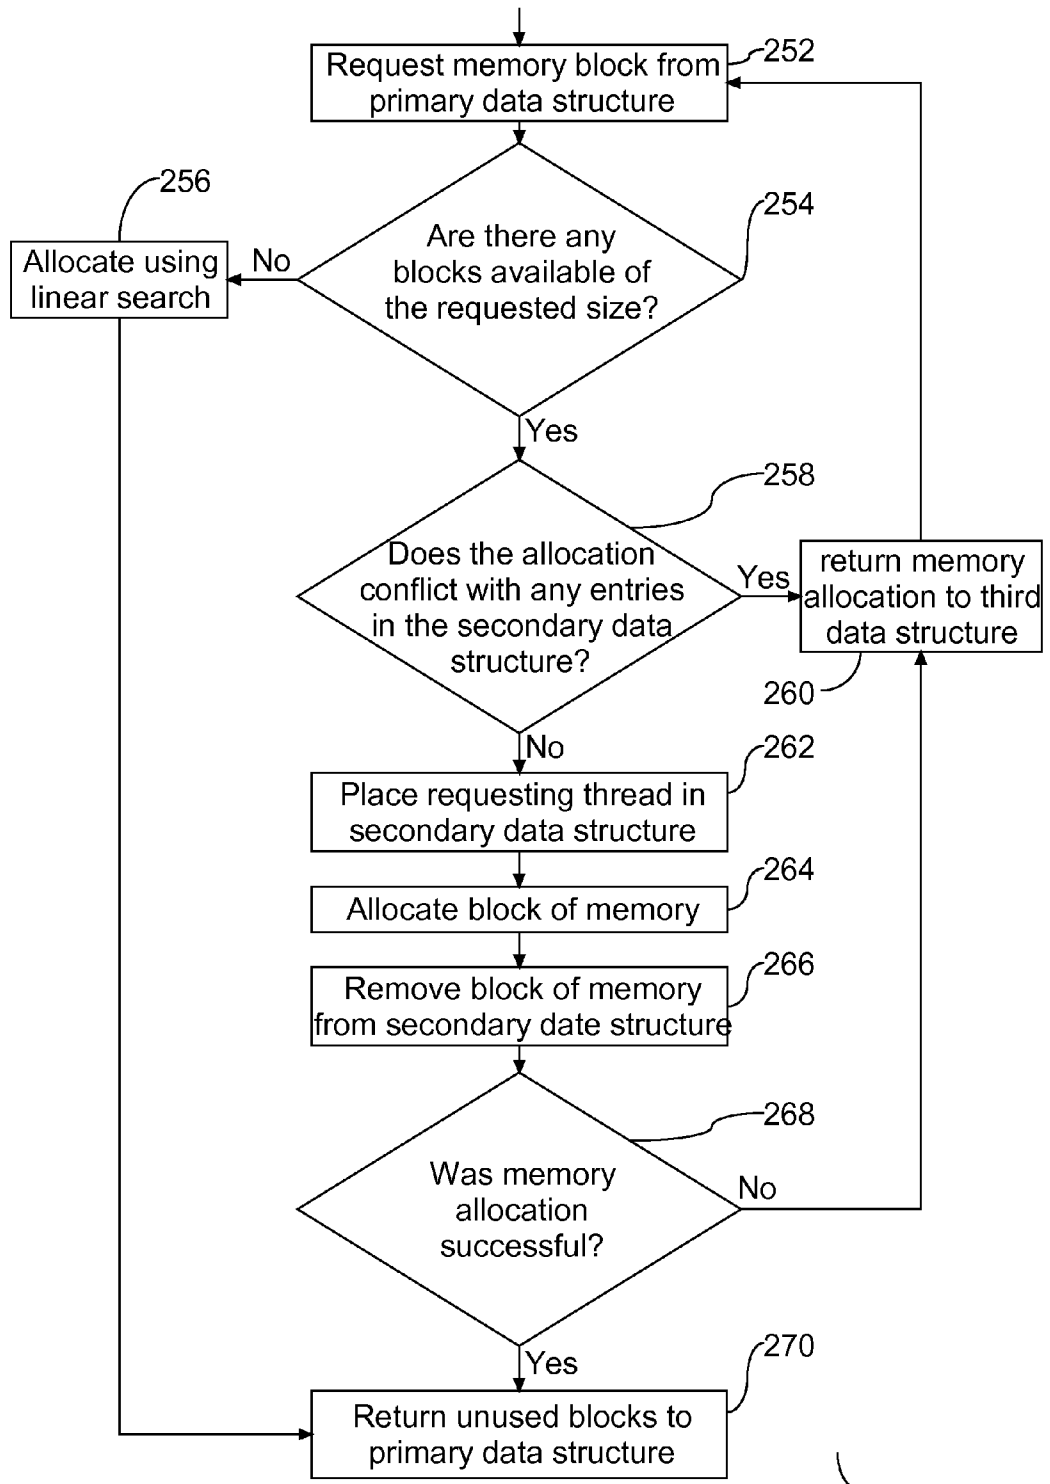 Request memory block from
primary data structure
252
256
254
Are there any
blocks available of
the requested size?
No
Allocate using
linear search
Yes
258
Does the allocation
conflict with any entries
in the secondary data
structure?
Yes
return memory
allocation to third
data structure
260
No
262
Place requesting thread in
secondary data structure
264
Allocate block of memory
266
Remove block of memory
from secondary date structure
268
Was memory
allocation
successful?
No
Yes
270
Return unused blocks to
primary data structure